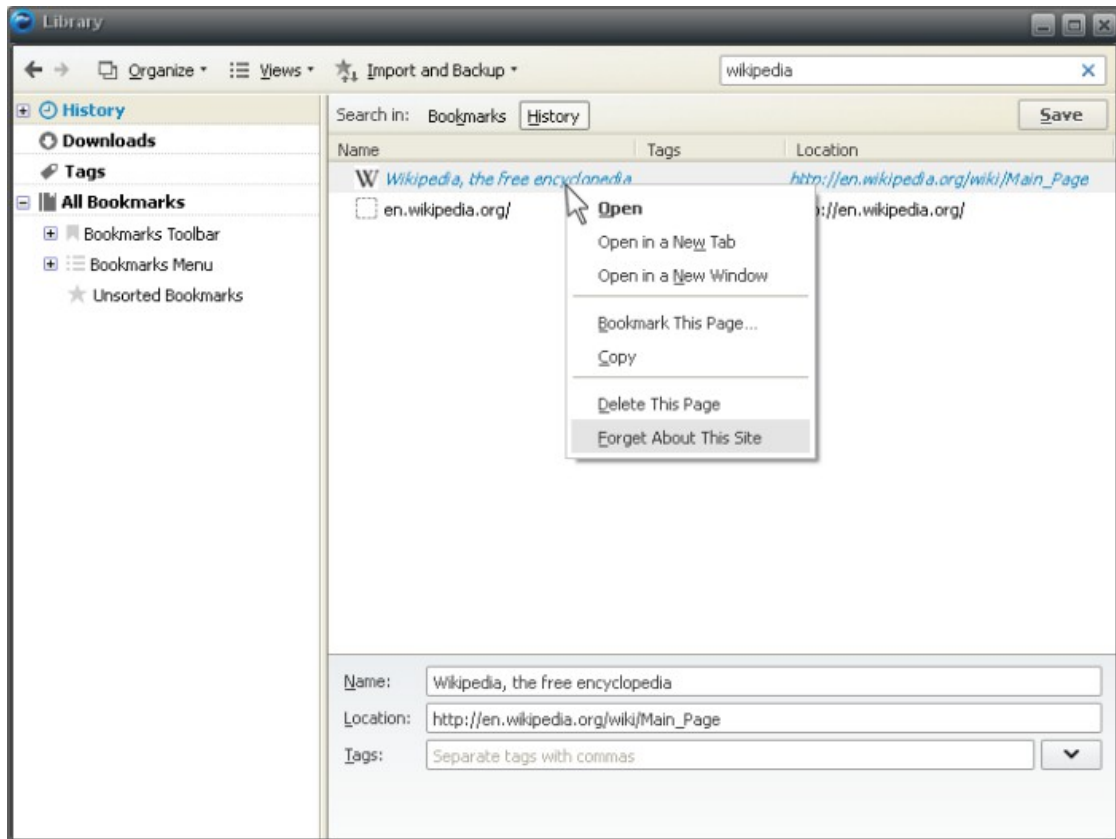 Library
Organize Views Import and Backup wikipedia
History
Downloads
Tags
All Bookmarks
Bookmarks Toolbar
Bookmarks Menu
Unsorted Bookmarks
Search in: Bookmarks History Save
Name Tags Location
W Wikipedia, the free encyclopedia http://en.wikipedia.org/wiki/Main_Page
en.wikipedia.org/ ://en.wikipedia.org/
Open
Open in a New Tab
Open in a New Window
Bookmark This Page...
Copy
Delete This Page
Forget About This Site
Name: Wikipedia, the free encyclopedia
Location: http://en.wikipedia.org/wiki/Main_Page
Tags: Separate tags with commas